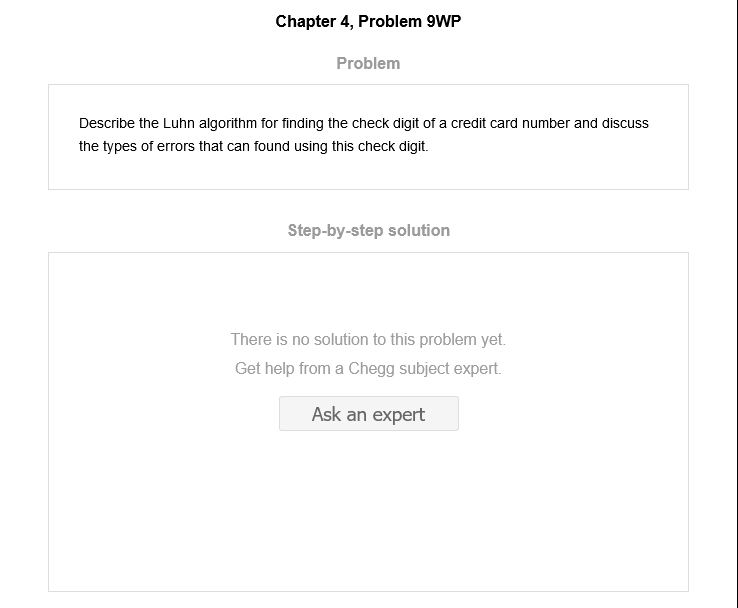 Chapter 4, Problem 9WP
Problem
Describe the Luhn algorithm for finding the check digit of a credit card number and discuss
the types of errors that can found using this check digit.
Step-by-step solution
There is no solution to this problem yet.
Get help from a Chegg subject expert.
Ask an expert